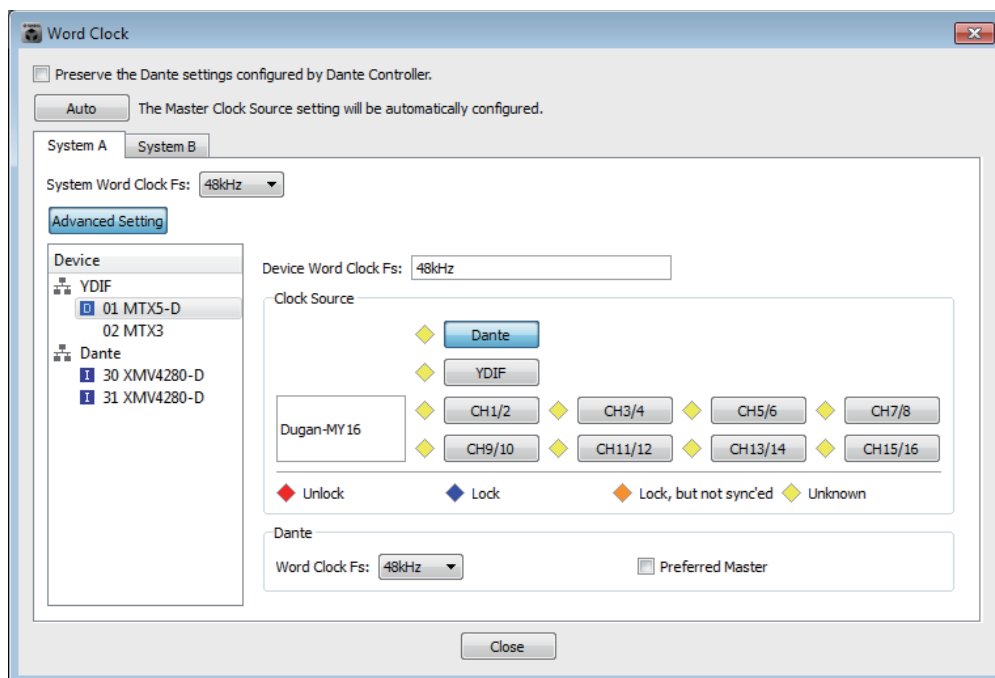 Word Clock
Preserve the Dante settings configured by Dante Controller.
Auto The Master Clock Source setting will be automatically configured.
System A System B
System Word Clock Fs: 48kHz
Advanced Setting
Device
YDIF
D 01 MTX5-D
02 MTX3
Dante
I 30 XMV4280-D
I 31 XMV4280-D
Device Word Clock Fs: 48kHz
Clock Source
Dante
YDIF
Dugan-MY16
CH1/2 CH3/4 CH5/6 CH7/8
CH9/10 CH11/12 CH13/14 CH15/16
Unlock Lock Lock, but not sync'ed Unknown
Dante
Word Clock Fs: 48kHz Preferred Master
Close